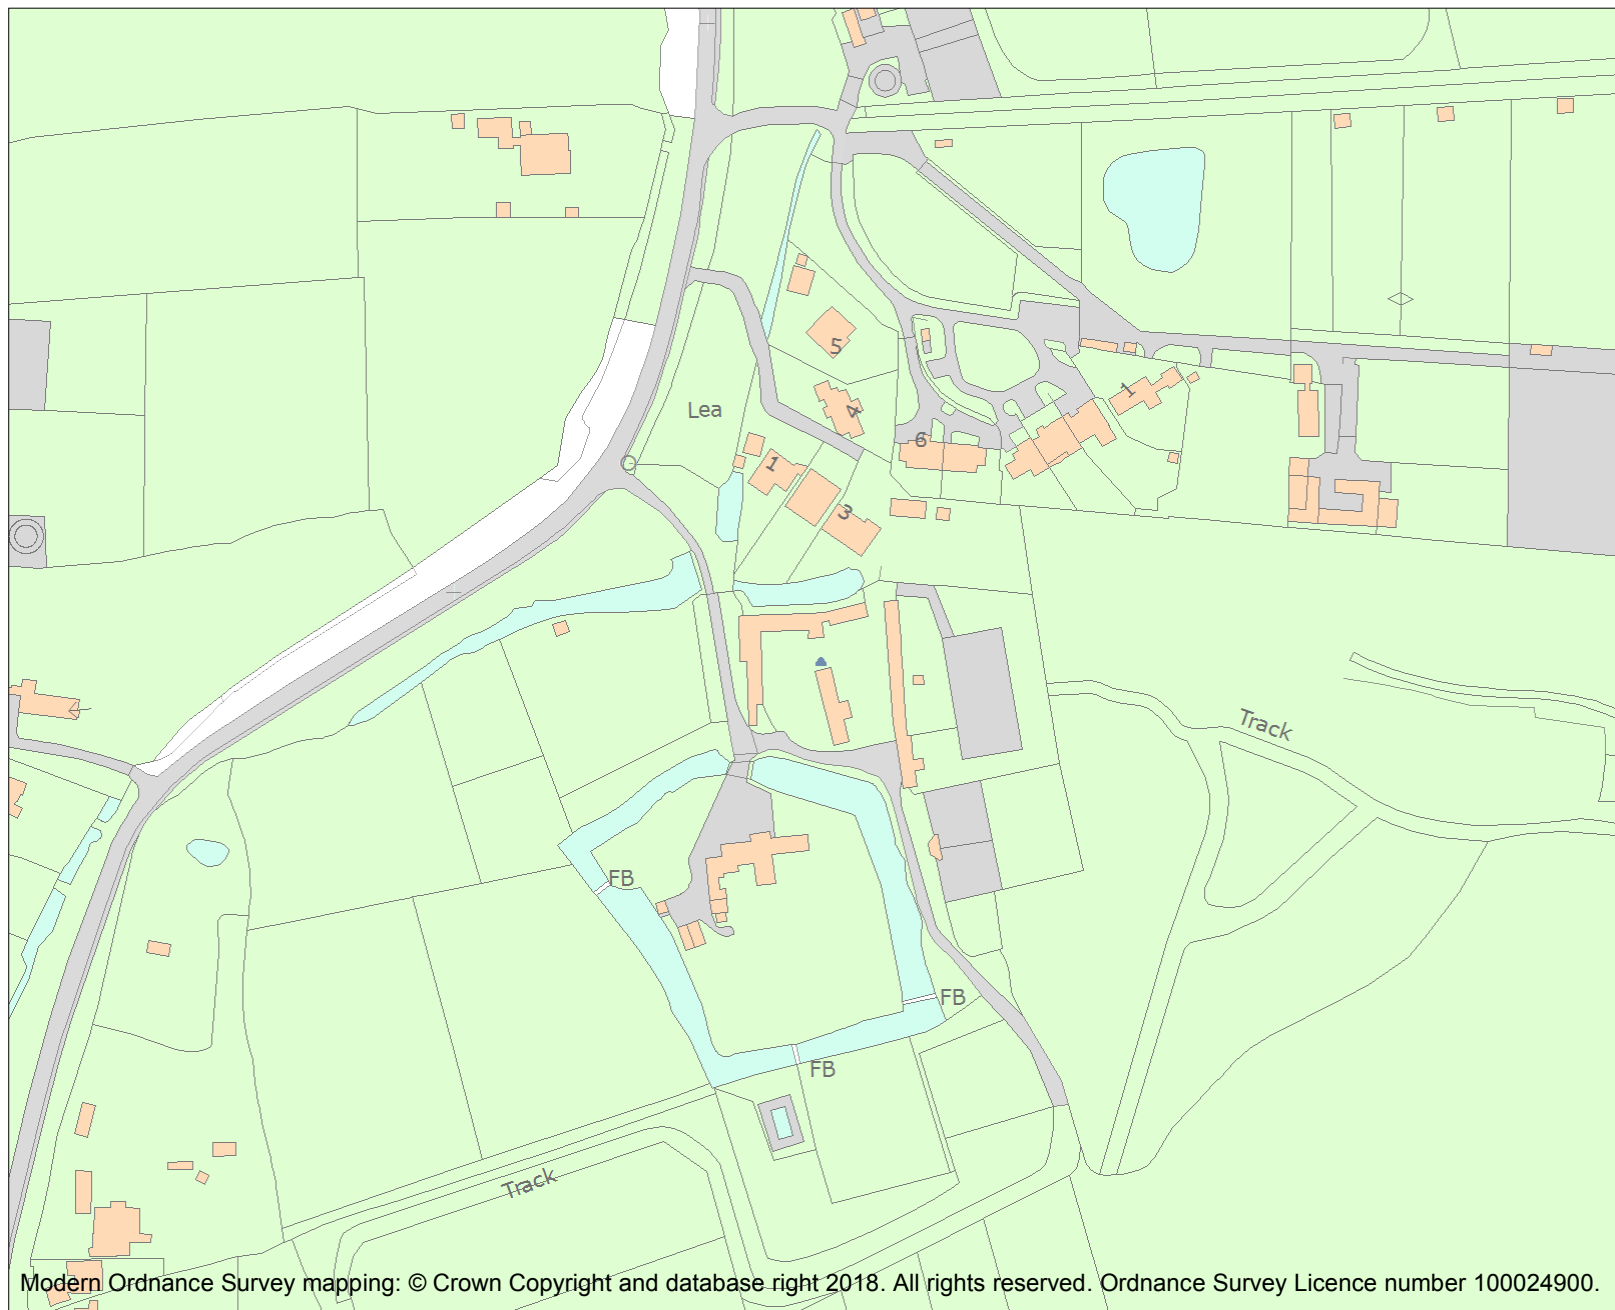 5
Lea
4
1
6
1
3
Track
FB
FB
FB
Track
Modern Ordnance Survey mapping: © Crown Copyright and database right 2018. All rights reserved. Ordnance Survey Licence number 100024900.